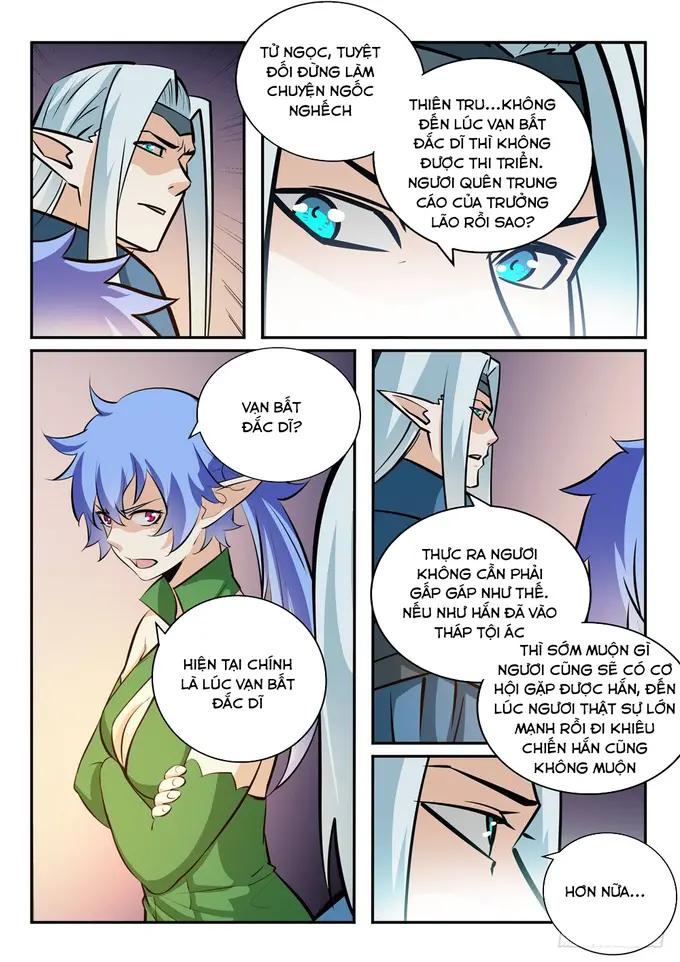 TỬ NGỌC, TUYỆT
ĐỐI ĐỪNG LÀM
CHUYỆN NGỐC
NGHẾCH
THIÊN TRU...KHÔNG
ĐẾN LÚC VẠN BẤT
ĐẮC DĨ THÌ KHÔNG
ĐƯỢC THI TRIỂN.
NGƯƠI QUÊN TRUNG
CÁO CỦA TRƯỞNG
LÃO RỒI SAO?
VẠN BẤT
ĐẮC DĨ?
HIỆN TẠI CHÍNH
LÀ LÚC VẠN BẤT
ĐẮC DĨ
THỰC RA NGƯƠI
KHÔNG CẦN PHẢI
GẤP GÁP NHƯ THẾ.
NẾU NHƯ HẮN ĐÃ VÀO
THÁP TỘI ÁC
THÌ SỚM MUỘN GÌ
NGƯƠI CŨNG SẼ CÓ CƠ
HỘI GẶP ĐƯỢC HẮN, ĐẾN
LÚC NGƯƠI THẬT SỰ LỚN
MẠNH RỒI ĐI KHIÊU
CHIẾN HẮN CŨNG
KHÔNG MUỘN
HƠN NỮA...